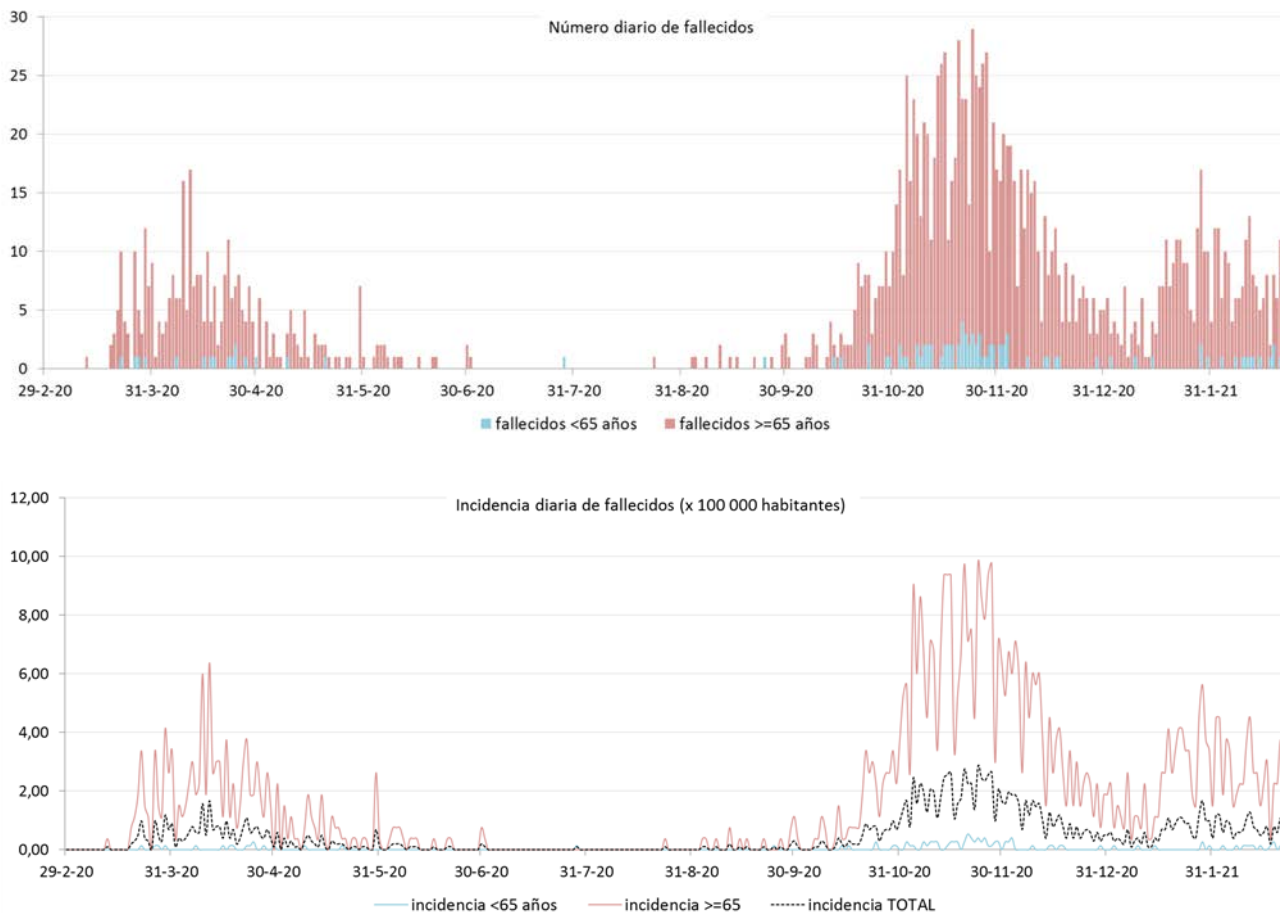 30
Número diario de fallecidos
25
20
15
10
5
0
29-2-20 31-3-20 30-4-20 31-5-20 30-6-20 31-7-20 31-8-20 30-9-20 31-10-20 30-11-20 31-12-20 31-1-21
fallecidos <65 años fallecidos >=65 años
12,00
Incidencia diaria de fallecidos (x 100 000 habitantes)
10,00
8,00
6,00
4,00
2,00
0,00
29-2-20 31-3-20 30-4-20 31-5-20 30-6-20 31-7-20 31-8-20 30-9-20 31-10-20 30-11-20 31-12-20 31-1-21
incidencia <65 años incidencia >=65 incidencia TOTAL